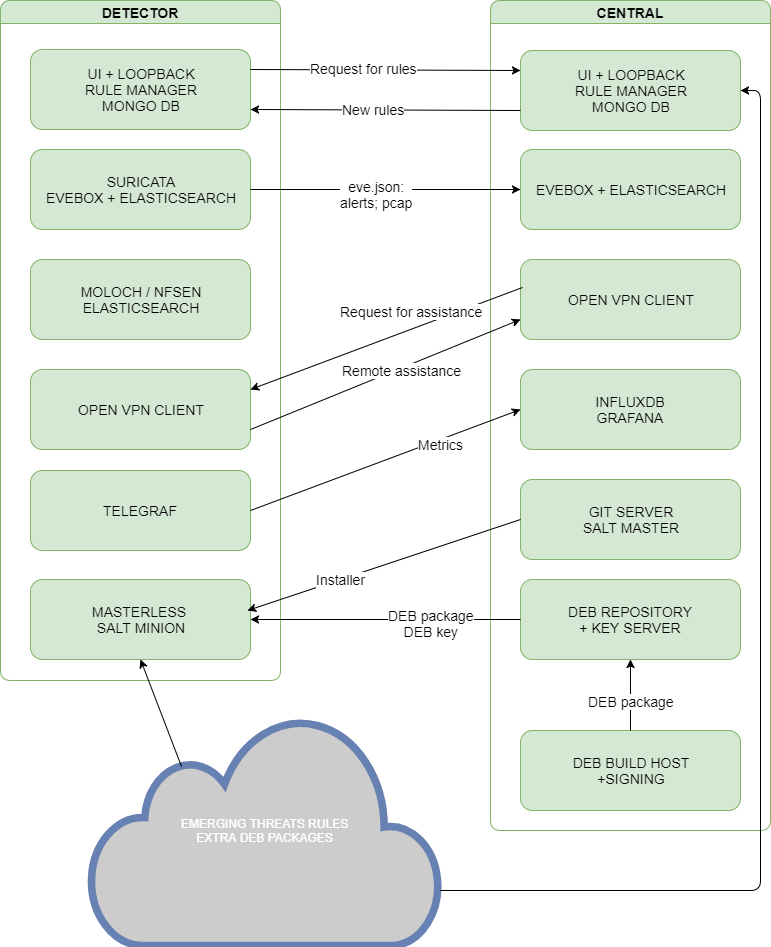 DETECTOR
CENTRAL
UI + LOOPBACK
RULE MANAGER
MONGO DB
Request for rules
New rules
UI + LOOPBACK
RULE MANAGER
MONGO DB
SURICATA
EVEBOX + ELASTICSEARCH
eve.json:
alerts; pcap
EVEBOX + ELASTICSEARCH
MOLOCH / NFSEN
ELASTICSEARCH
Request for assistance
OPEN VPN CLIENT
OPEN VPN CLIENT
Remote assistance
INFLUXDB
GRAFANA
Metrics
TELEGRAF
GIT SERVER
SALT MASTER
Installer
MASTERLESS
SALT MINION
DEB package
DEB key
DEB REPOSITORY
+ KEY SERVER
DEB package
DEB BUILD HOST
+SIGNING
EMERGING THREATS RULES
EXTRA DEB PACKAGES